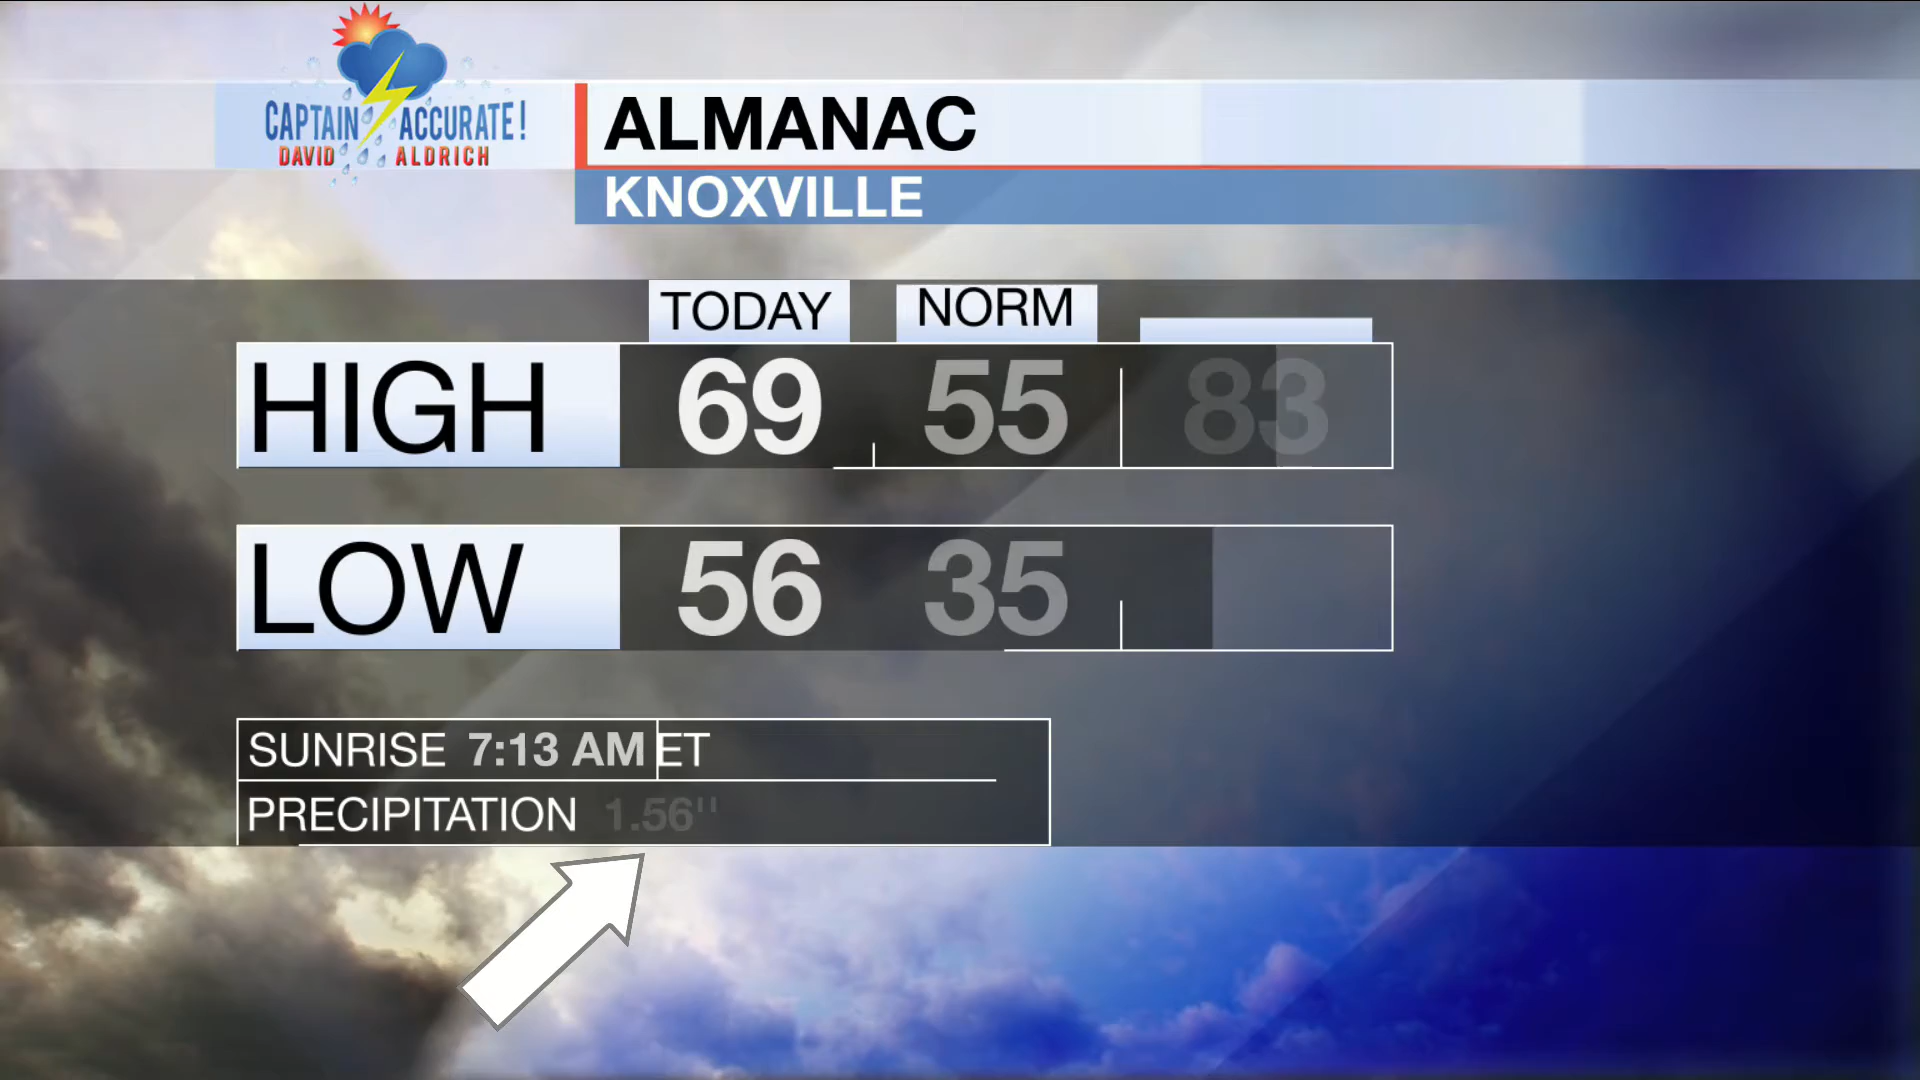 CAPTAIN ACCURATE!
DAVID ALDRICH
ALMANAC
KNOXVILLE
TODAY NORM
HIGH 69 55 83
LOW 56 35
SUNRISE 7:13 AM ET
PRECIPITATION 1.56''